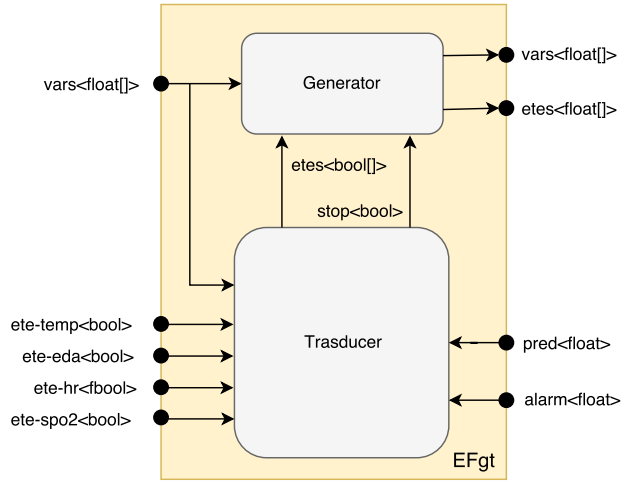 vars<float[]>
Generator
vars<float[]>
etes<float[]>
etes<bool[]>
stop<bool>
ete-temp<bool>
ete-eda<bool>
ete-hr<fbool>
ete-spo2<bool>
Trasducer
pred<float>
alarm<float>
EFgt